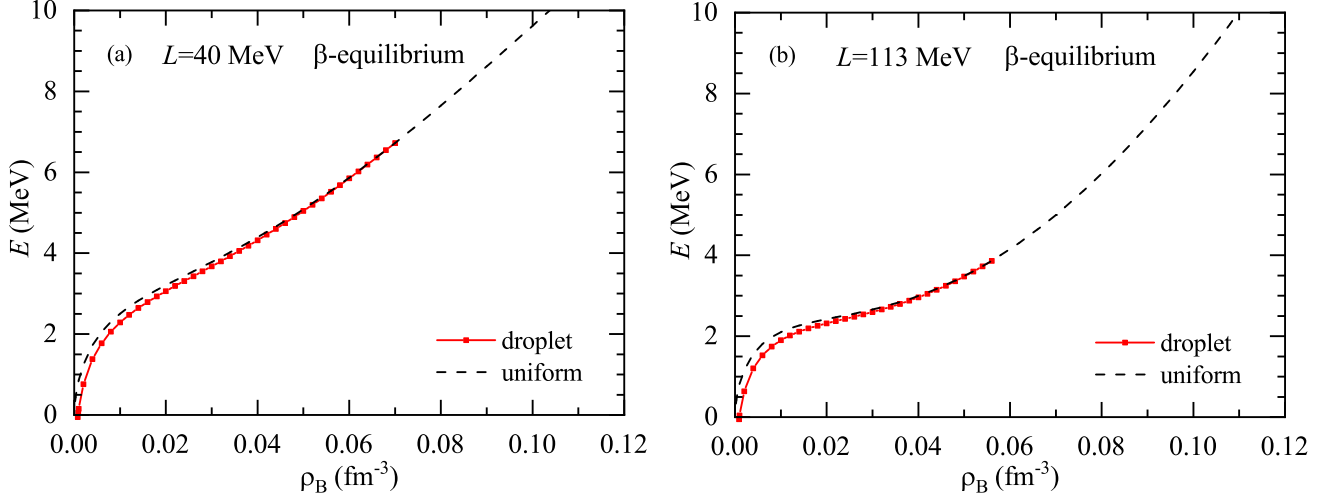 (a) L=40 MeV β-equilibrium
10
8
6
4
2
0
E (MeV)
droplet
uniform
0.00 0.02 0.04 0.06 0.08 0.10 0.12
ρB (fm-3)
(b) L=113 MeV β-equilibrium
10
8
6
4
2
0
E (MeV)
droplet
uniform
0.00 0.02 0.04 0.06 0.08 0.10 0.12
ρB (fm-3)